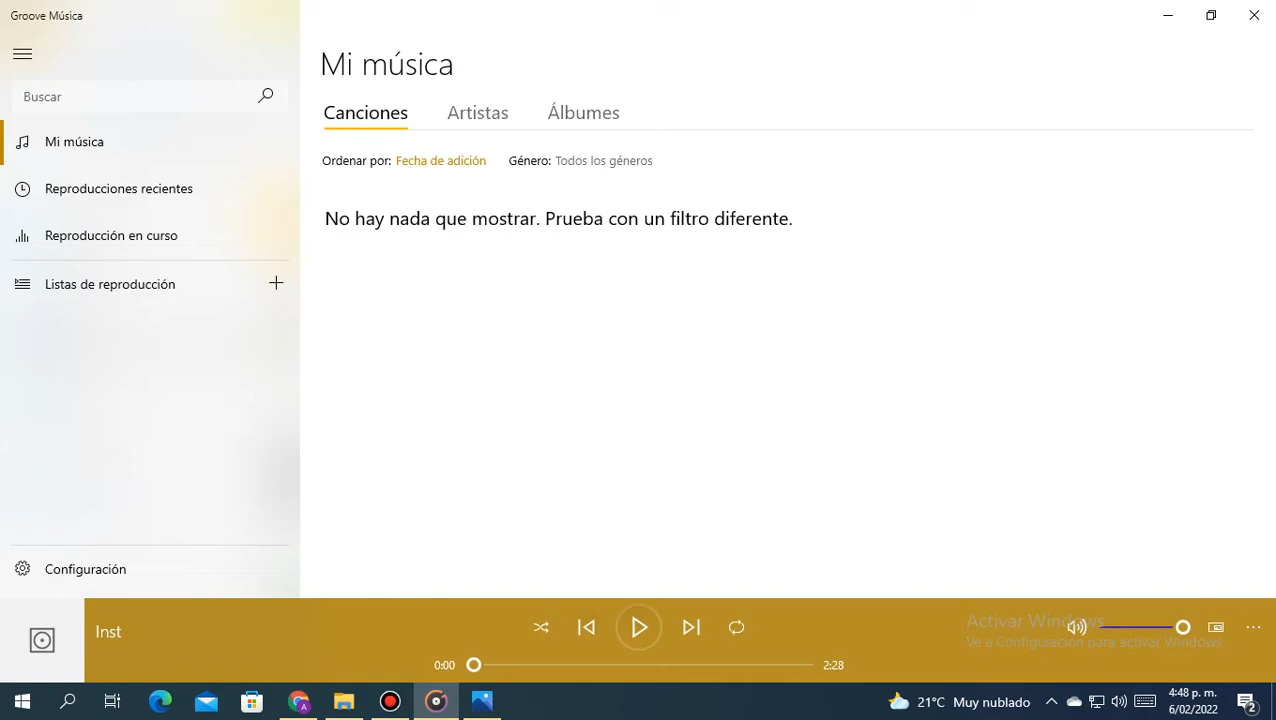 Groove Música
Buscar
Mi música
Reproducciones recientes
Reproducción en curso
Listas de reproducción
Configuración
Mi música
Canciones Artistas Álbumes
Ordenar por: Fecha de adición Género: Todos los géneros
No hay nada que mostrar. Prueba con un filtro diferente.
Inst
0:00 2:28
Activar Windows
Ve a Configuración para activar Windows.
21°C Muy nublado
4:48 p. m.
6/02/2022
2
A